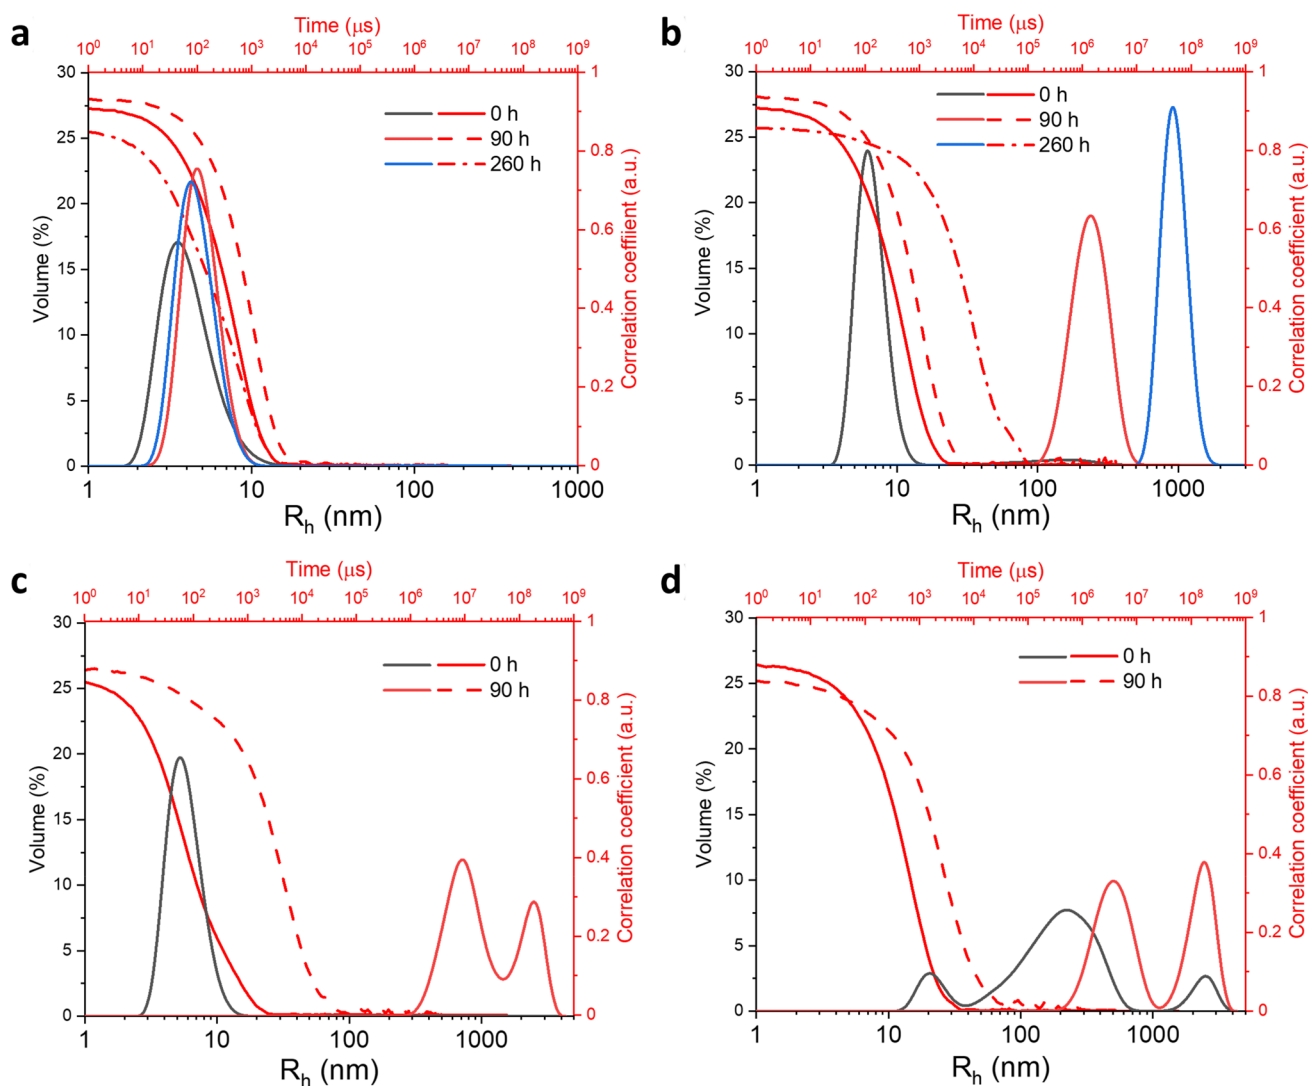 a
Time (μs)
10⁰ 10¹ 10² 10³ 10⁴ 10⁵ 10⁶ 10⁷ 10⁸ 10⁹
30
25
20
15
10
5
0
Volume (%)
0 h
90 h
260 h
1
0.8
0.6
0.4
0.2
0
Correlation coeffiient (a.u.)
1 10 100 1000
Rₕ (nm)
b
Time (μs)
10⁰ 10¹ 10² 10³ 10⁴ 10⁵ 10⁶ 10⁷ 10⁸ 10⁹
30
25
20
15
10
5
0
Volume (%)
0 h
90 h
260 h
1
0.8
0.6
0.4
0.2
0
Correlation coefficient (a.u.)
1 10 100 1000
Rₕ (nm)
c
Time (μs)
10⁰ 10¹ 10² 10³ 10⁴ 10⁵ 10⁶ 10⁷ 10⁸ 10⁹
30
25
20
15
10
5
0
Volume (%)
0 h
90 h
1
0.8
0.6
0.4
0.2
0
Correlation coefficient (a.u.)
1 10 100 1000
Rₕ (nm)
d
Time (μs)
10⁰ 10¹ 10² 10³ 10⁴ 10⁵ 10⁶ 10⁷ 10⁸ 10⁹
30
25
20
15
10
5
0
Volume (%)
0 h
90 h
1
0.8
0.6
0.4
0.2
0
Correlation coefficient (a.u.)
1 10 100 1000
Rₕ (nm)